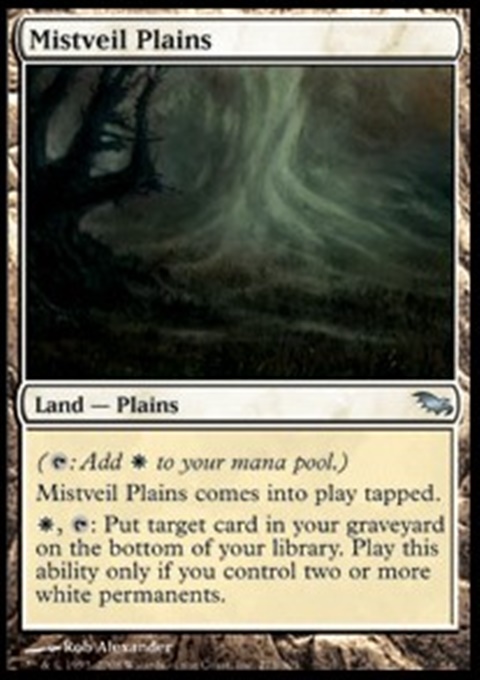 Mistveil Plains
Land — Plains
( : Add to your mana pool.)
Mistveil Plains comes into play tapped.
, : Put target card in your graveyard
on the bottom of your library. Play this
ability only if you control two or more
white permanents.
Rob Alexander